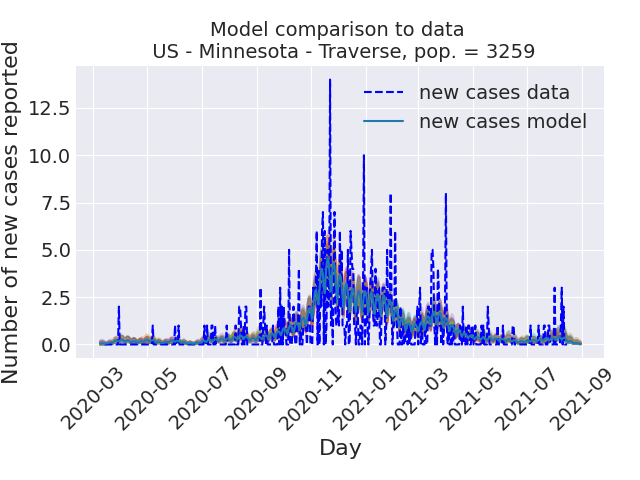 Model comparison to data
US - Minnesota - Traverse, pop. = 3259
Number of new cases reported
12.5
10.0
7.5
5.0
2.5
0.0
new cases data
new cases model
2020-03
2020-05
2020-07
2020-09
2020-11
2021-01
2021-03
2021-05
2021-07
2021-09
Day